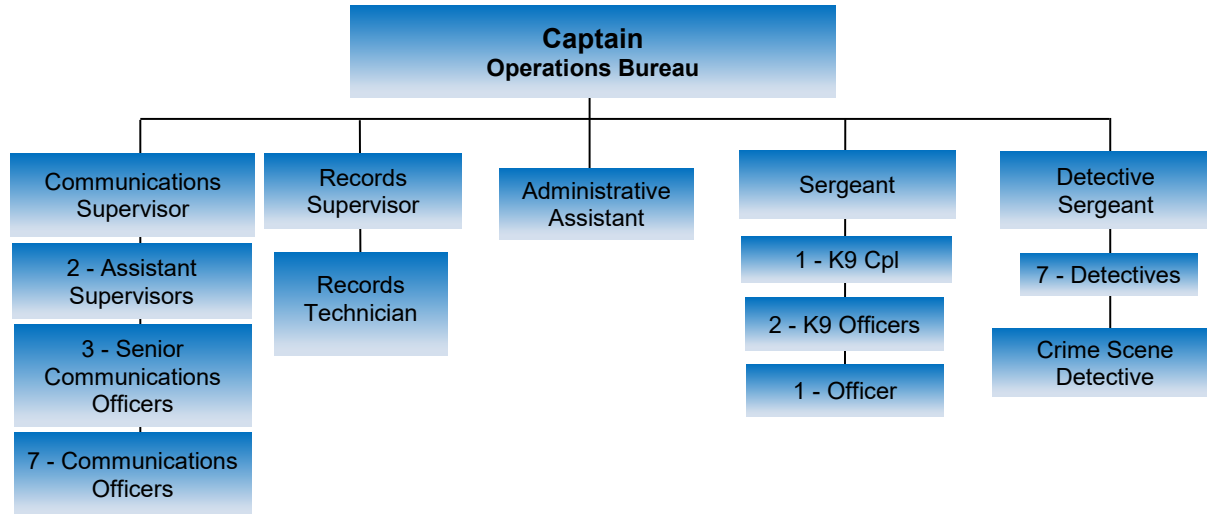 Captain
Operations Bureau
Communications
Supervisor
2 - Assistant
Supervisors
3 - Senior
Communications
Officers
7 - Communications
Officers
Records
Supervisor
Records
Technician
Administrative
Assistant
Sergeant
1 - K9 Cpl
2 - K9 Officers
1 - Officer
Detective
Sergeant
7 - Detectives
Crime Scene
Detective